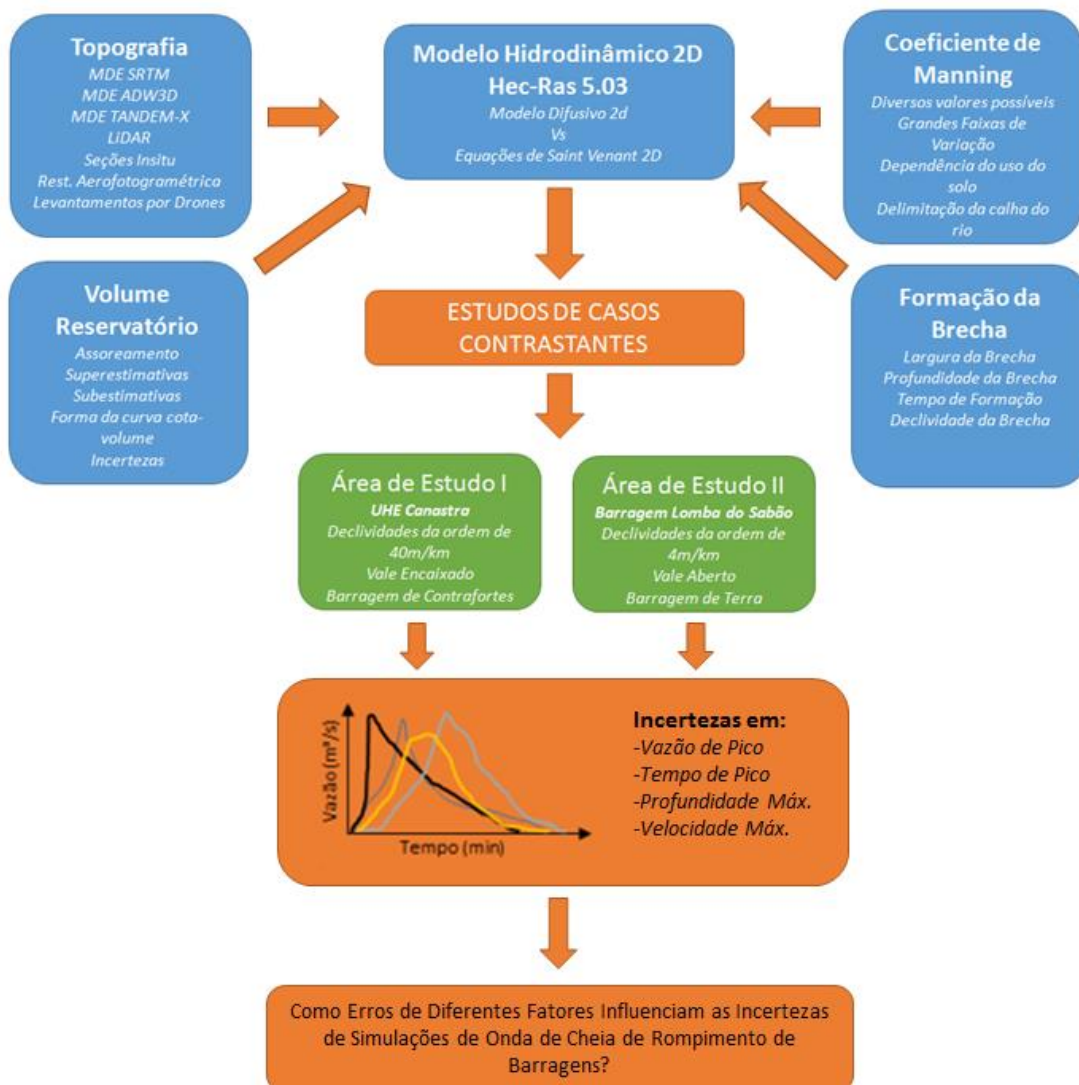 Topografia
MDE SRTM
MDE ADW3D
MDE TANDEM-X
LiDAR
Seções Insitu
Rest. Aerofotogramétrica
Levantamentos por Drones
Modelo Hidrodinâmico 2D
Hec-Ras 5.03
Modelo Difusivo 2d
Vs
Equações de Saint Venant 2D
Coeficiente de
Manning
Diversos valores possíveis
Grandes Faixas de
Variação
Dependência do uso do
solo
Delimitação da calha do
rio
Volume
Reservatório
Assoreamento
Superestimativas
Subestimativas
Forma da curva cota-
volume
Incertezas
ESTUDOS DE CASOS
CONTRASTANTES
Formação da
Brecha
Largura da Brecha
Profundidade da Brecha
Tempo de Formação
Declividade da Brecha
Área de Estudo I
UHE Canastra
Declividades da ordem de
40m/km
Vale Encaixado
Barragem de Contrafortes
Área de Estudo II
Barragem Lomba do Sabão
Declividades da ordem de
4m/km
Vale Aberto
Barragem de Terra
Vazão (m³/s)
Tempo (min)
Incertezas em:
-Vazão de Pico
-Tempo de Pico
-Profundidade Máx.
-Velocidade Máx.
Como Erros de Diferentes Fatores Influenciam as Incertezas
de Simulações de Onda de Cheia de Rompimento de
Barragens?